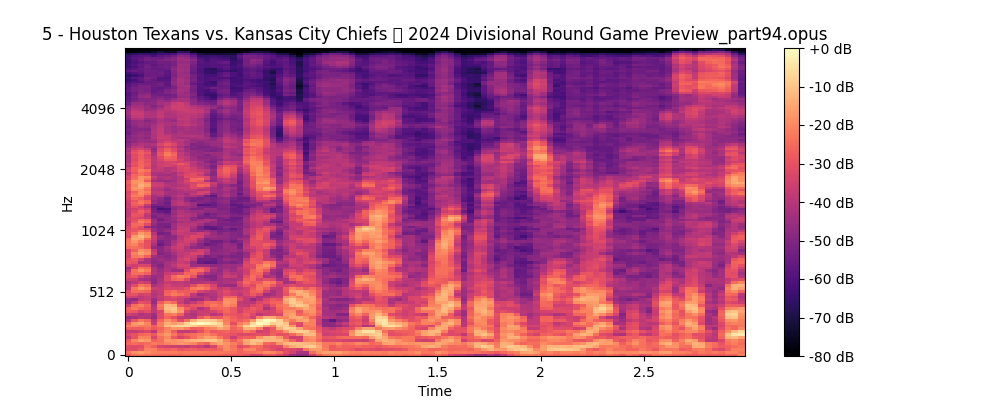 5 - Houston Texans vs. Kansas City Chiefs ▯ 2024 Divisional Round Game Preview_part94.opus
+0 dB
-10 dB
-20 dB
-30 dB
-40 dB
-50 dB
-60 dB
-70 dB
-80 dB
4096
2048
1024
512
0
Hz
0
0.5
1
1.5
2
2.5
Time